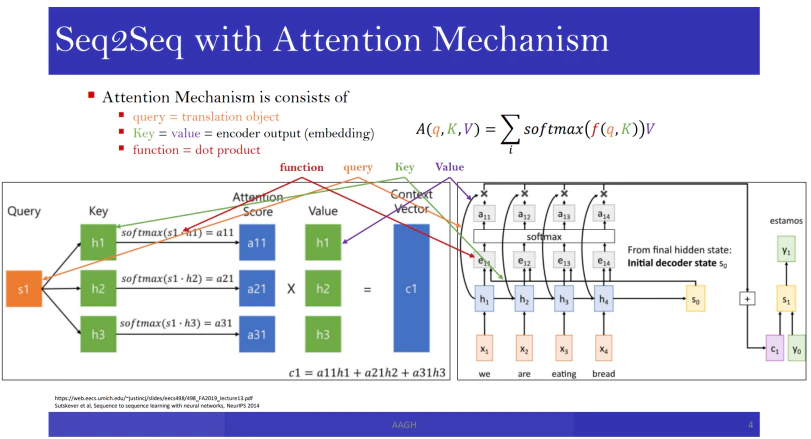 Seq2Seq with Attention Mechanism
Attention Mechanism is consists of
query = translation object
Key = value = encoder output (embedding)
function = dot product
A(q, K, V) = ∑ i softmax(f(q, K))V
function query Key Value
Query Key Attention Score Value Context Vector
s1
h1 softmax(s1 · h1) = a11 a11 h1
h2 softmax(s1 · h2) = a21 a21 X h2 = c1
h3 softmax(s1 · h3) = a31 a31 h3
c1 = a11h1 + a21h2 + a31h3
× × × ×
a11 a12 a13 a14
softmax
e11 e12 e13 e14
h1 h2 h3 h4 s0
x1 x2 x3 x4
we are eating bread
From final hidden state:
Initial decoder state s0
estamos
y1
s1
+
c1 y0
https://web.eecs.umich.edu/~justincj/slides/eecs498/498_FA2019_lecture13.pdf
Sutskever et al, Sequence to sequence learning with neural networks, NeurIPS 2014
AAGH
4